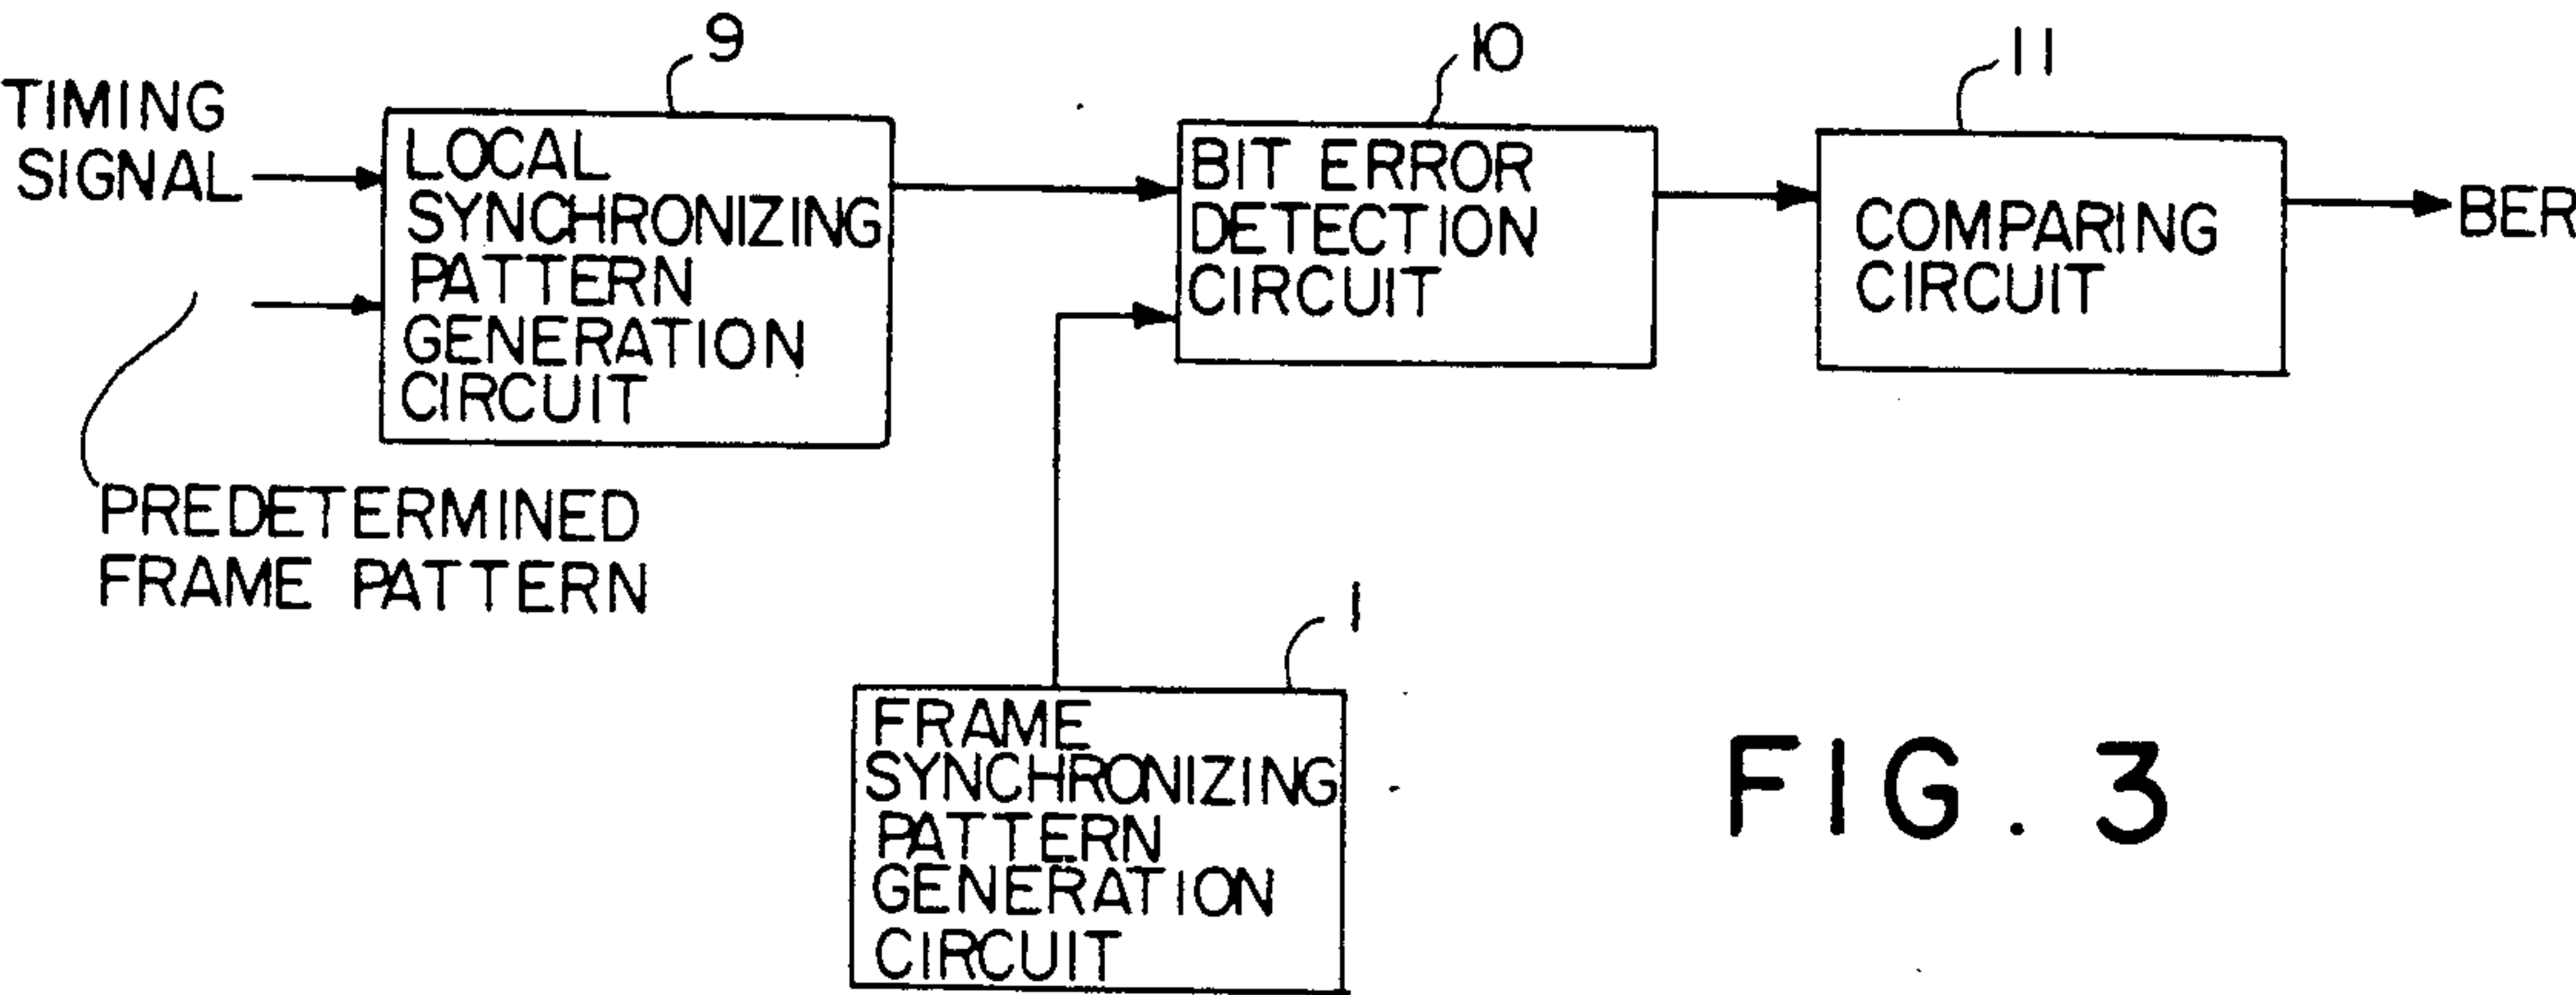 9
10
11
TIMING
SIGNAL
LOCAL
SYNCHRONIZING
PATTERN
GENERATION
CIRCUIT
BIT ERROR
DETECTION
CIRCUIT
COMPARING
CIRCUIT
BER
PREDETERMINED
FRAME PATTERN
1
FRAME
SYNCHRONIZING
PATTERN
GENERATION
CIRCUIT
FIG. 3